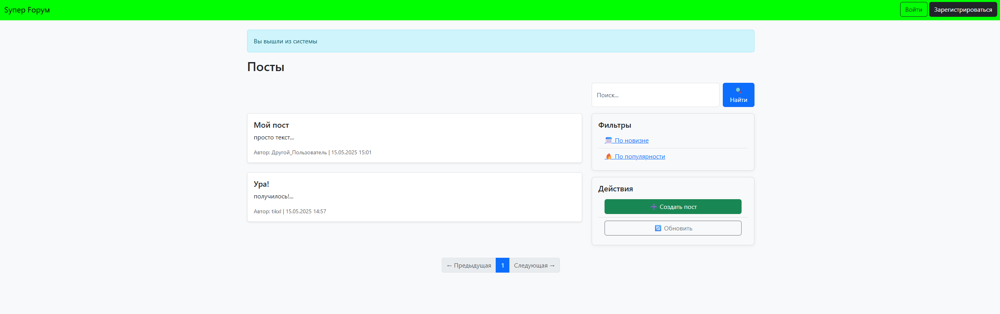 Sупер Fорум
Войти
Зарегистрироваться
Вы вышли из системы
Посты
Поиск...
Найти
Мой пост
просто текст...
Автор: Другой_Пользователь | 15.05.2025 15:01
Ура!
получилось!...
Автор: tikxl | 15.05.2025 14:57
Фильтры
По новизне
По популярности
Действия
Создать пост
Обновить
← Предыдущая 1 Следующая →